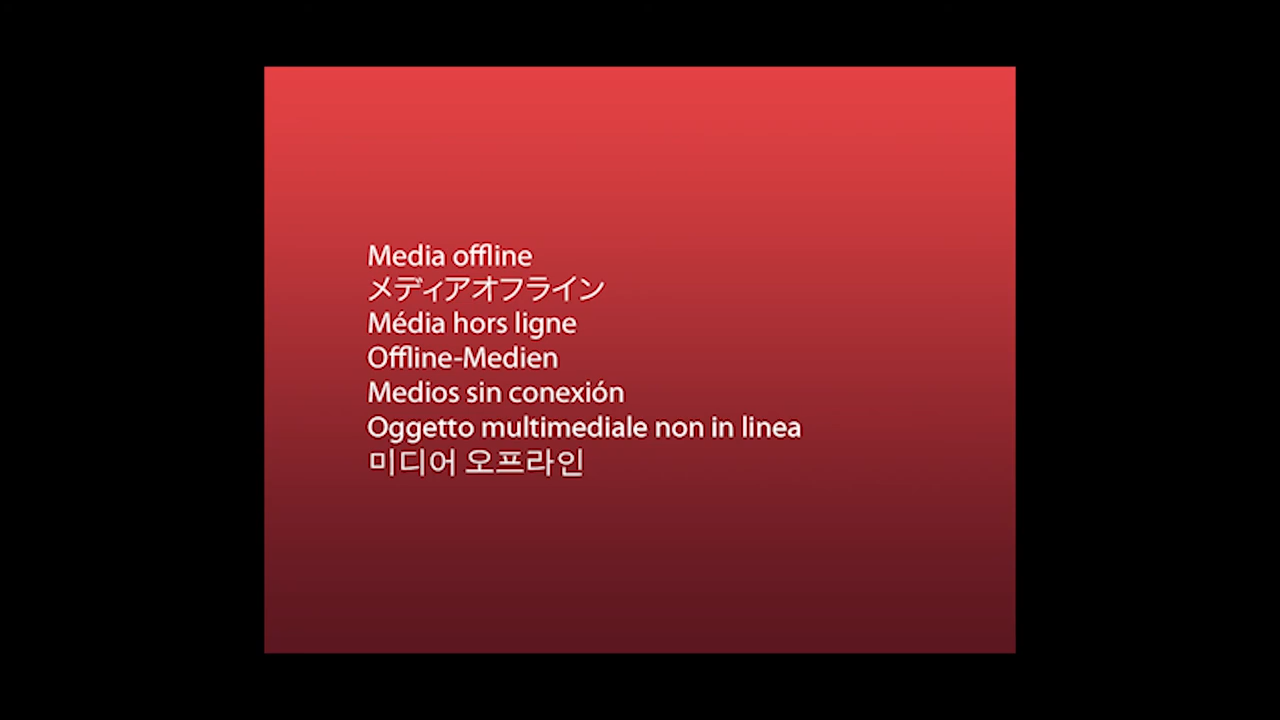 Media offline
メディアオフライン
Média hors ligne
Offline-Medien
Medios sin conexión
Oggetto multimediale non in linea
미디어 오프라인